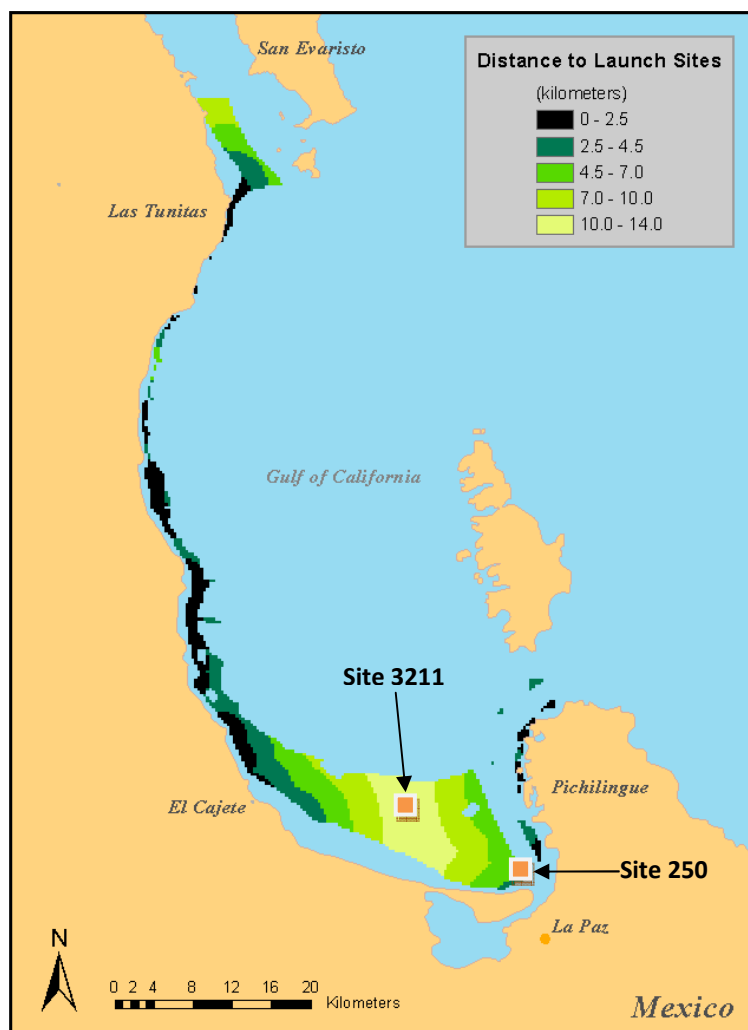 San Evaristo
Distance to Launch Sites
(kilometers)
0 - 2.5
2.5 - 4.5
4.5 - 7.0
7.0 - 10.0
10.0 - 14.0
Las Tunitas
Gulf of California
Site 3211
Pichilingue
El Cajete
Site 250
La Paz
N
0 2 4 8 12 16 20
Kilometers
Mexico